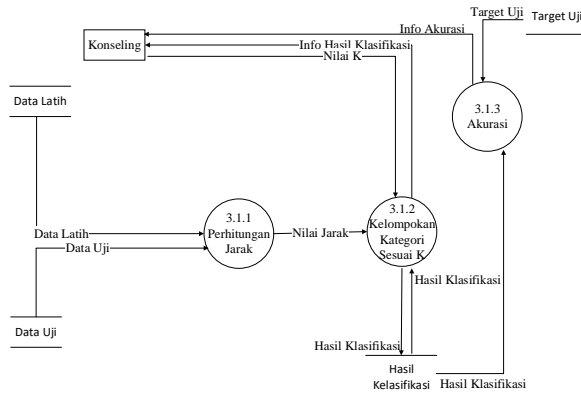 Target Uji
Target Uji
Info Akurasi
Konseling
Info Hasil Klasifikasi
Nilai K
Data Latih
3.1.3
Akurasi
3.1.1
Perhitungan
Jarak
3.1.2
Kelompokan
Kategori
Sesuai K
Data Latih
Nilai Jarak
Data Uji
Hasil Klasifikasi
Data Uji
Hasil Klasifikasi
Hasil
Kelasifikasi
Hasil Klasifikasi